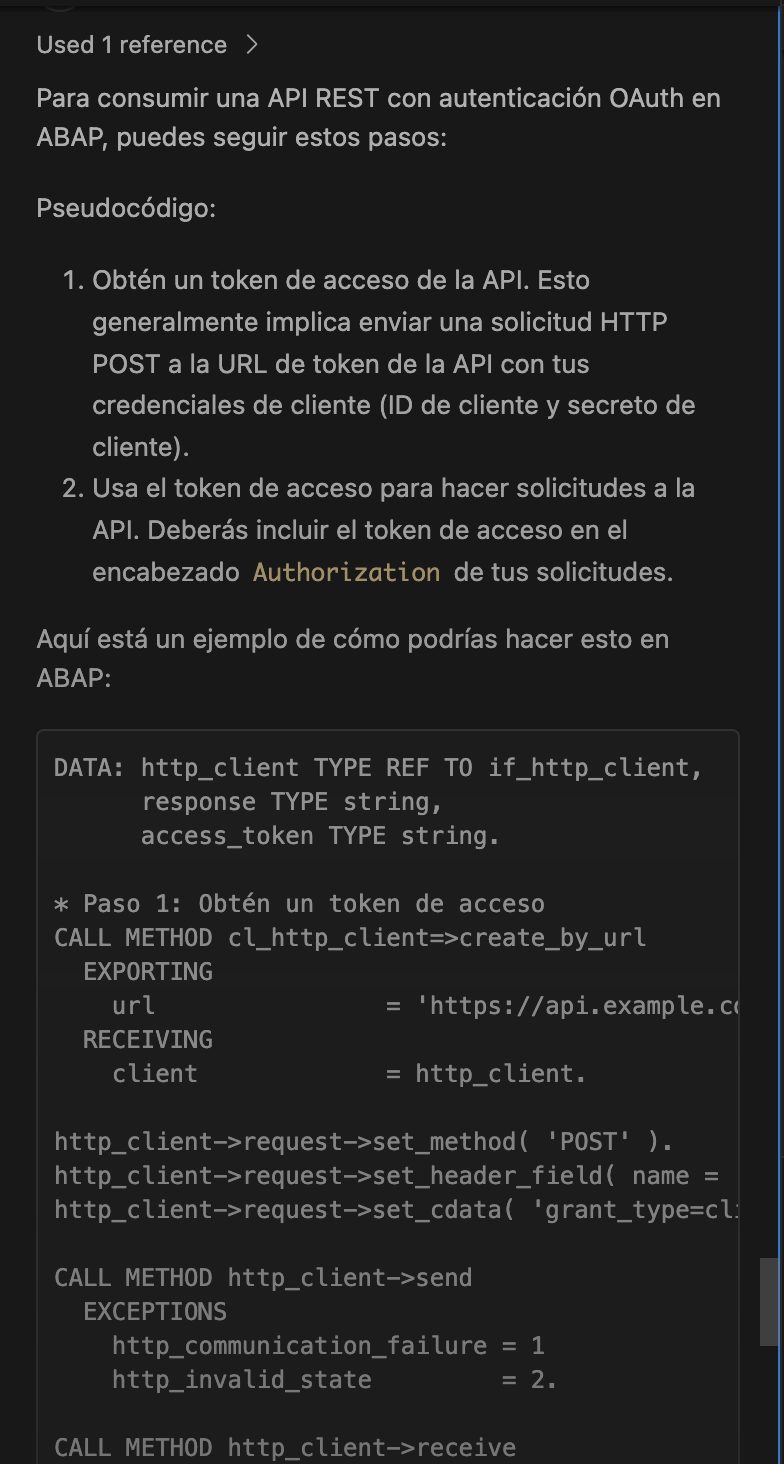 Used 1 reference
Para consumir una API REST con autenticación OAuth en
ABAP, puedes seguir estos pasos:
Pseudocódigo:
1. Obtén un token de acceso de la API. Esto
generalmente implica enviar una solicitud HTTP
POST a la URL de token de la API con tus
credenciales de cliente (ID de cliente y secreto de
cliente).
2. Usa el token de acceso para hacer solicitudes a la
API. Deberás incluir el token de acceso en el
encabezado Authorization de tus solicitudes.
Aquí está un ejemplo de cómo podrías hacer esto en
ABAP:
DATA: http_client TYPE REF TO if_http_client,
response TYPE string,
access_token TYPE string.
* Paso 1: Obtén un token de acceso
CALL METHOD cl_http_client=>create_by_url
EXPORTING
url = 'https://api.example.co
RECEIVING
client = http_client.
http_client->request->set_method( 'POST' ).
http_client->request->set_header_field( name =
http_client->request->set_cdata( 'grant_type=cli
CALL METHOD http_client->send
EXCEPTIONS
http_communication_failure = 1
http_invalid_state = 2.
CALL METHOD http_client->receive